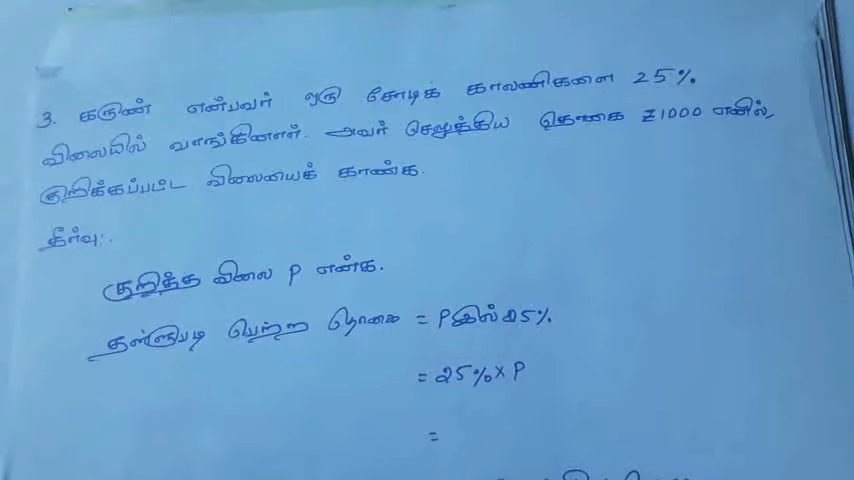 3. கருண் என்பவர் ஒரு சோடிக் காலணிகளை 25%
விலையில் வாங்கினார். அவர் செலுத்திய தொகை ₹1000 எனில்,
குறிக்கப்பட்ட விலையைக் காண்க.
தீர்வு:.
குறித்த விலை P என்க.
தள்ளுபடி பெற்ற தொகை = P இல் 25%
= 25% × P
=